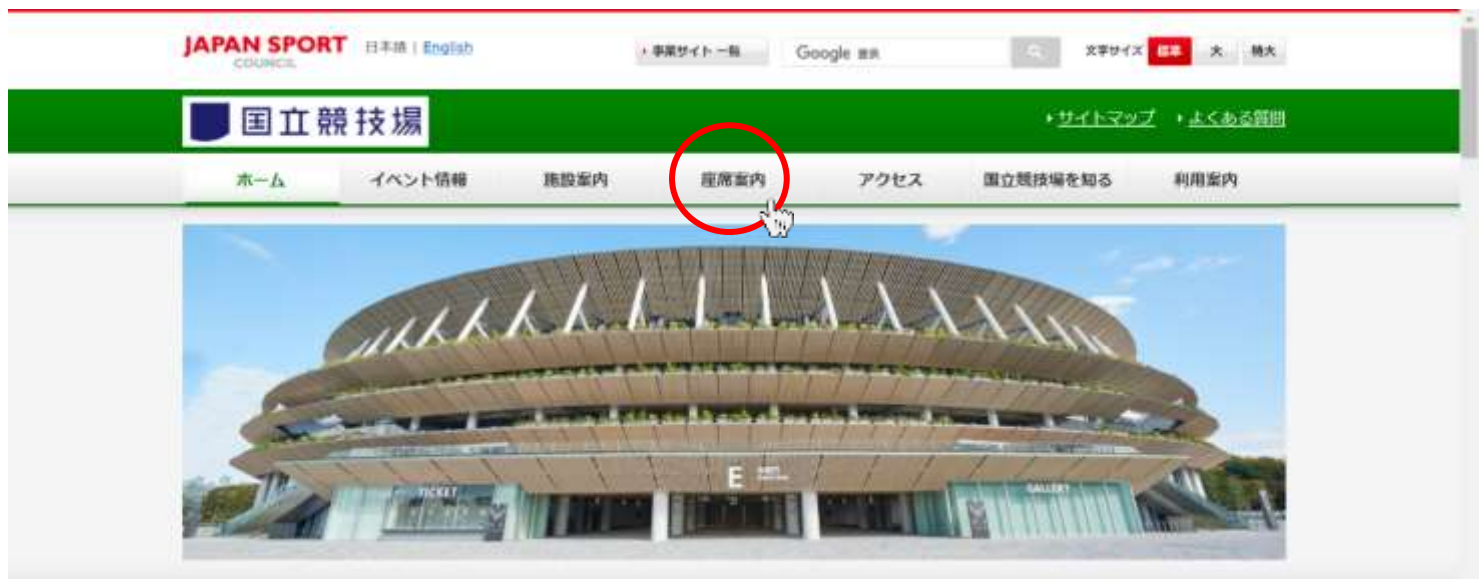 JAPAN SPORT
COUNCIL
日本語 | English
事業サイト一覧
Google 提供
文字サイズ 標準 大 特大
国立競技場
サイトマップ
よくある質問
ホーム イベント情報 施設案内 座席案内 アクセス 国立競技場を知る 利用案内
E
TICKET
GALLERY